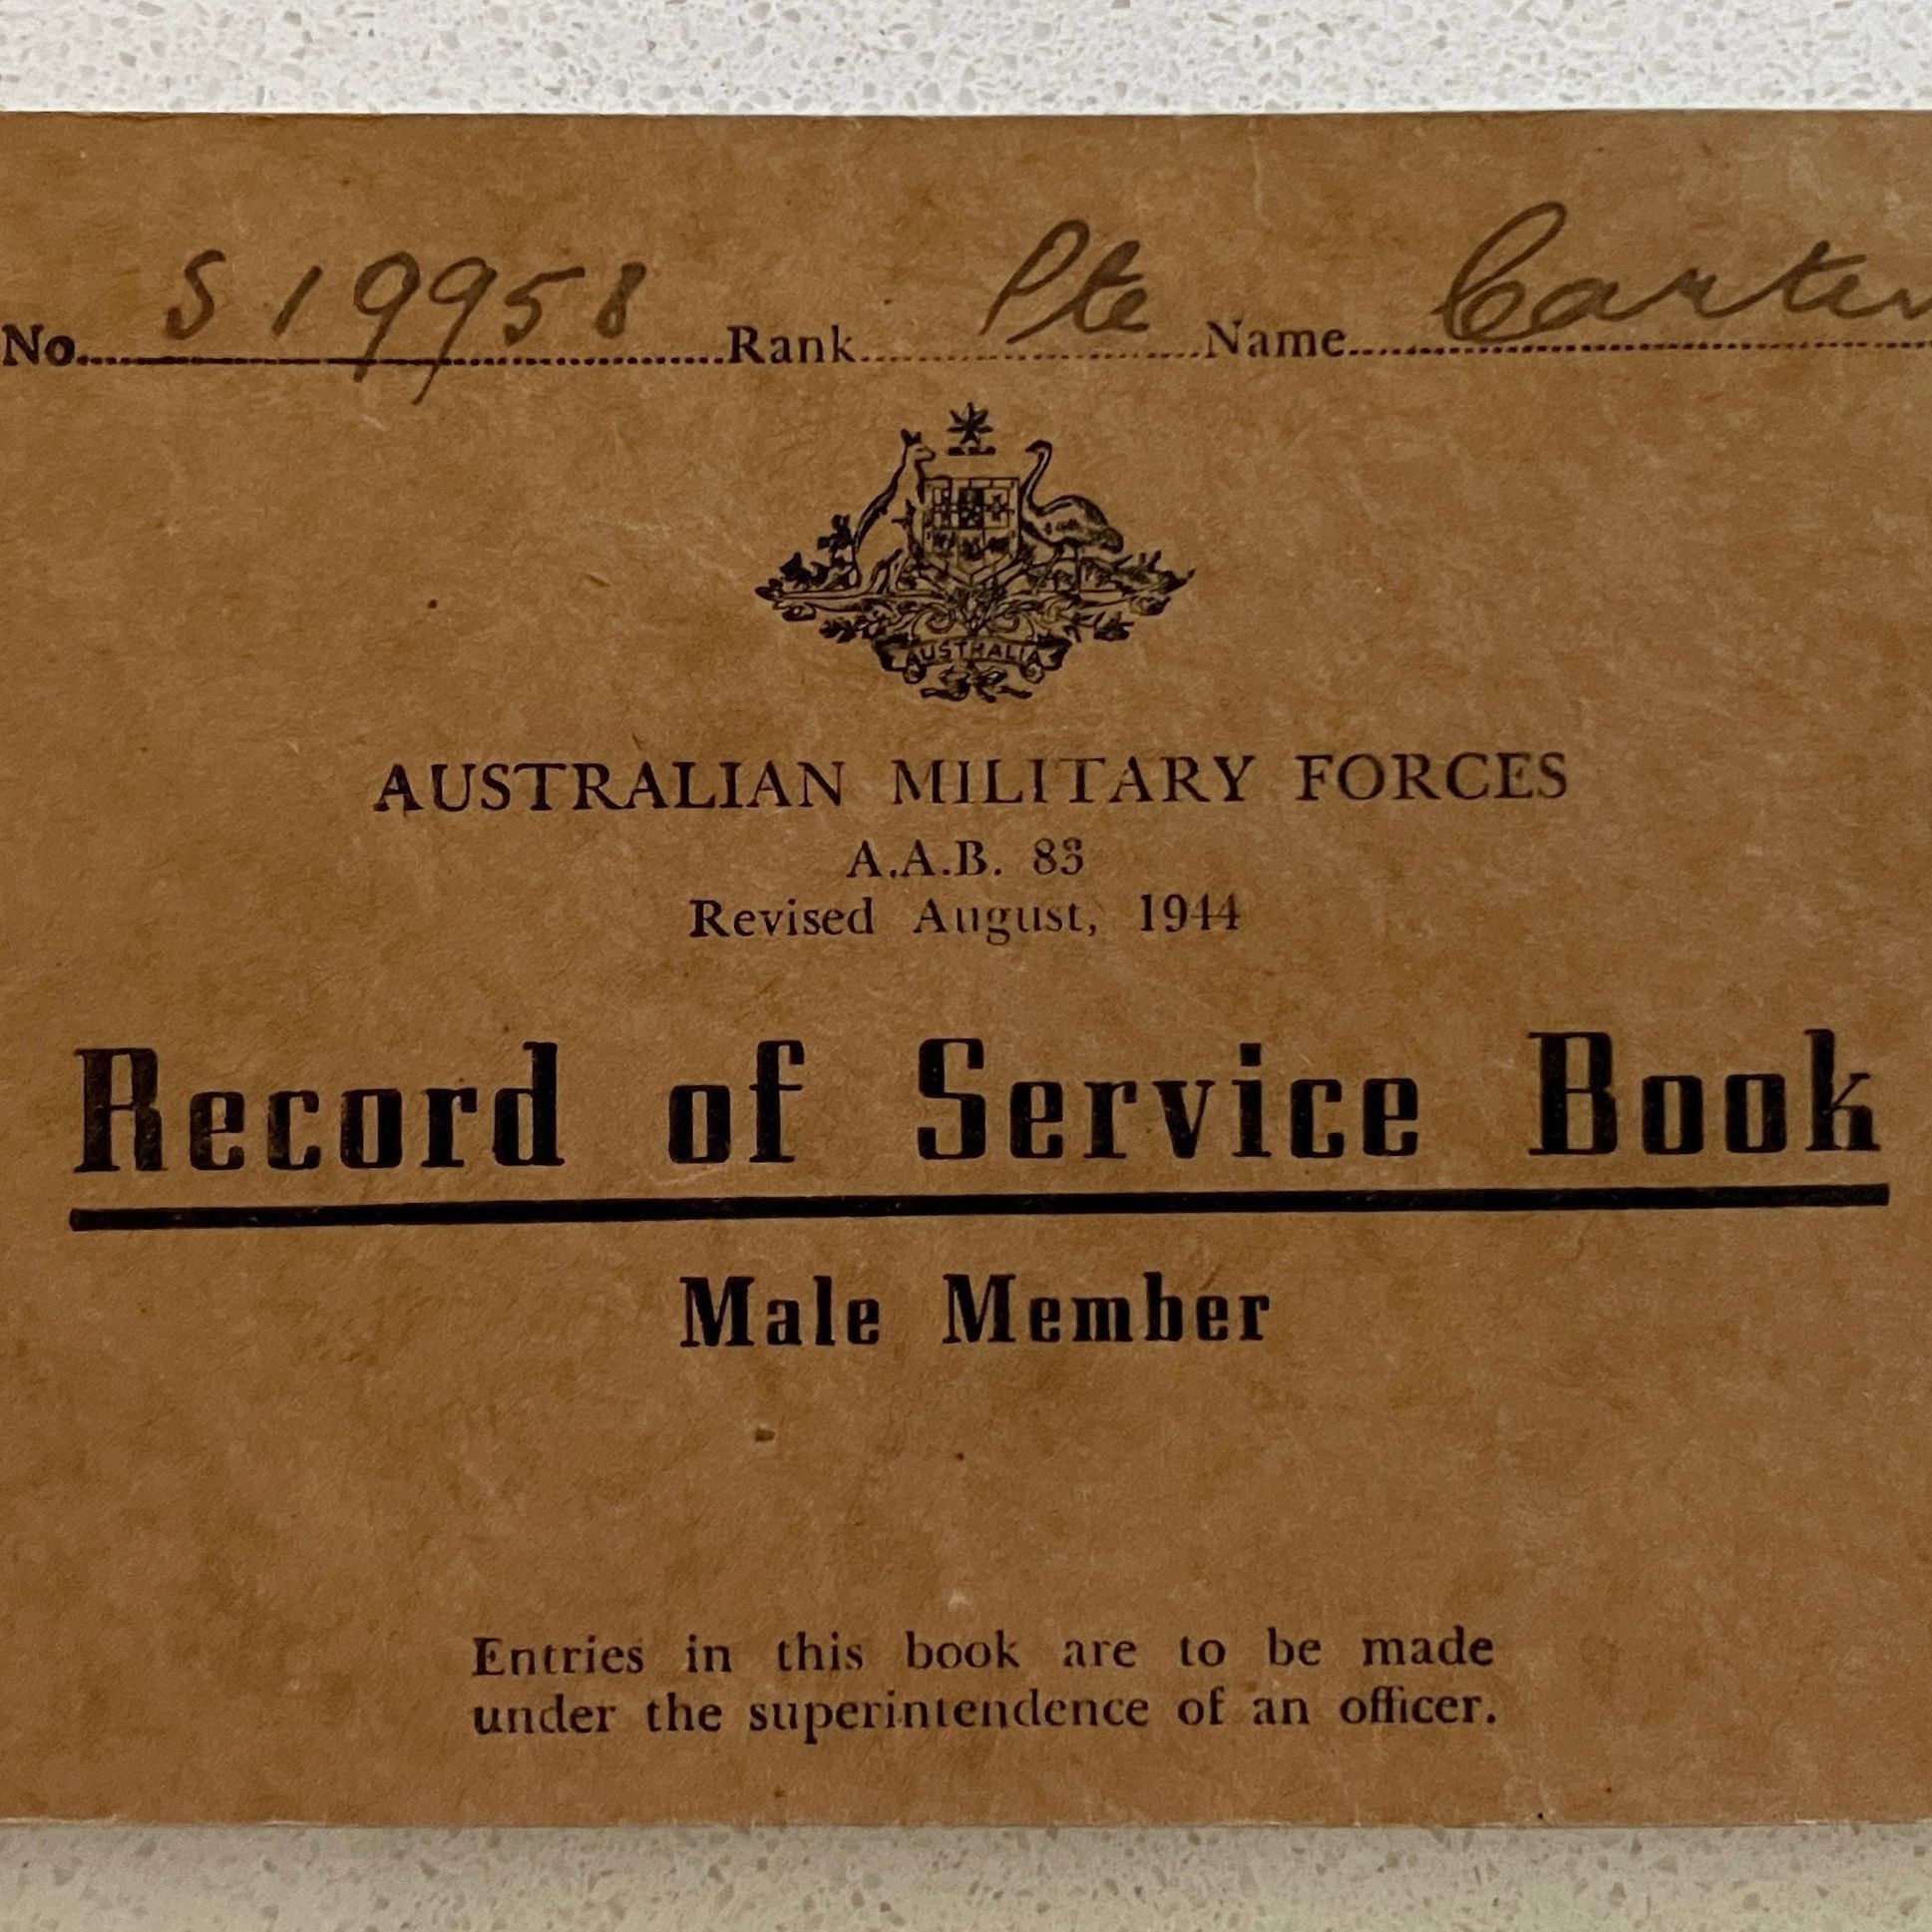 No. S19958 Rank Pte Name Carter
AUSTRALIA
AUSTRALIAN MILITARY FORCES
A.A.B. 83
Revised August, 1944
Record of Service Book
Male Member
Entries in this book are to be made
under the superintendence of an officer.